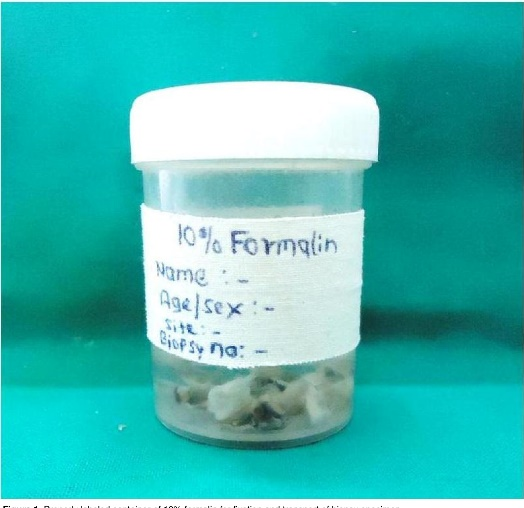 10% Formalin
Name :-
Age/sex :-
Site :-
Biopsy no: -